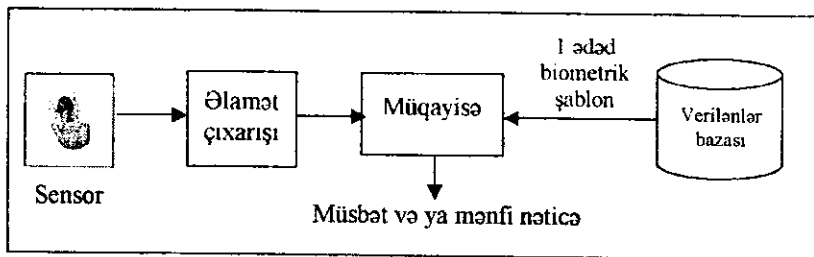 Sensor
Əlamət
çıxarışı
Müqayisə
1 ədəd
biometrik
şablon
Verilənlər
bazası
Müsbət və ya mənfi nəticə